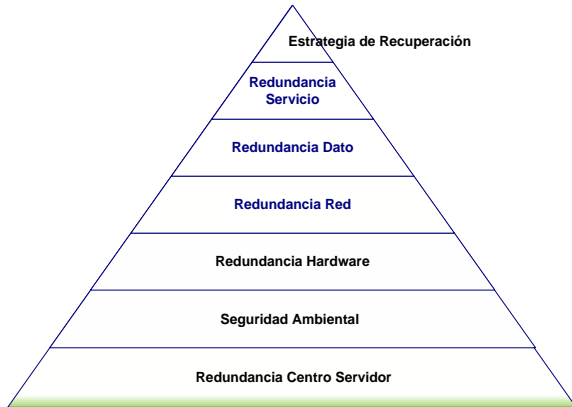 Estrategia de Recuperación
Redundancia
Servicio
Redundancia Dato
Redundancia Red
Redundancia Hardware
Seguridad Ambiental
Redundancia Centro Servidor